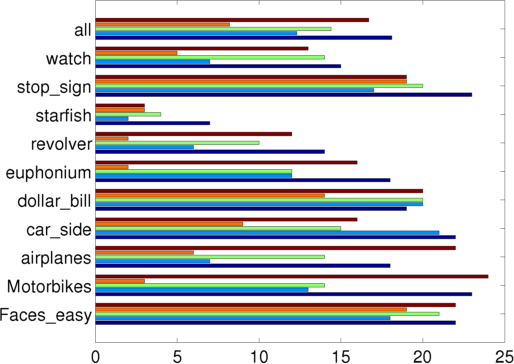 all
watch
stop_sign
starfish
revolver
euphonium
dollar_bill
car_side
airplanes
Motorbikes
Faces_easy
0 5 10 15 20 25